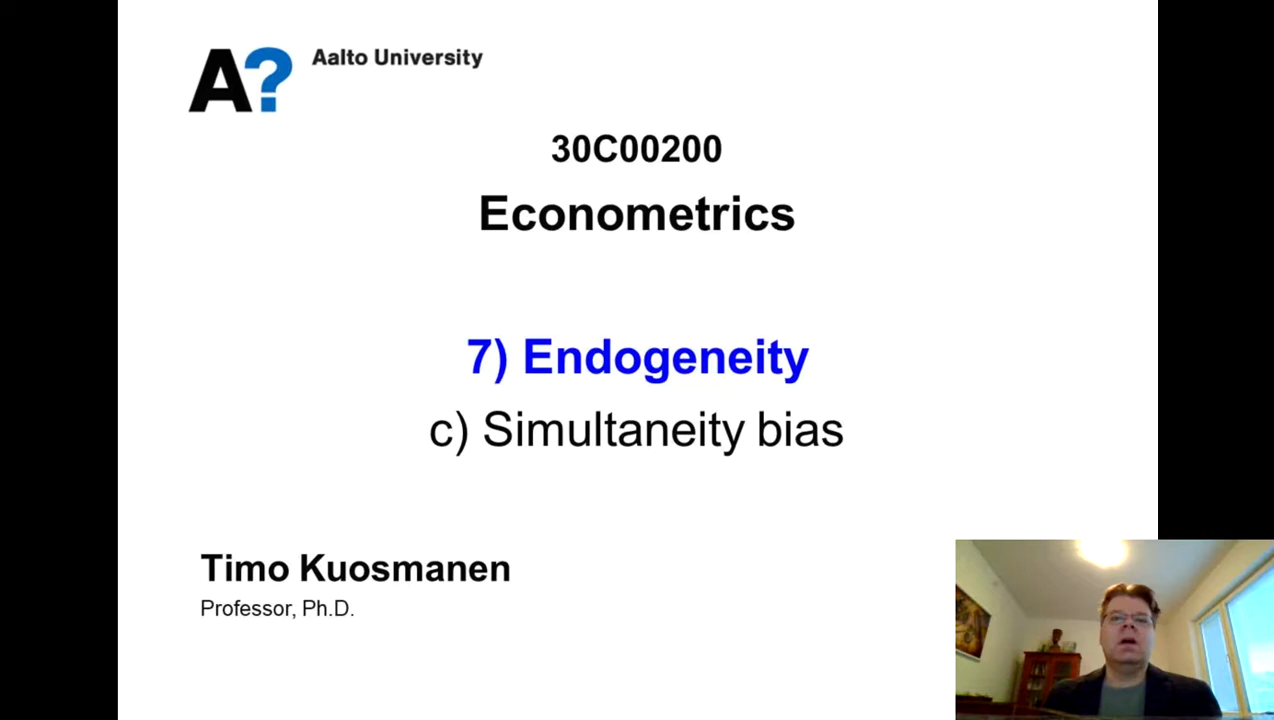 A?
Aalto University
30C00200
Econometrics
7) Endogeneity
c) Simultaneity bias
Timo Kuosmanen
Professor, Ph.D.